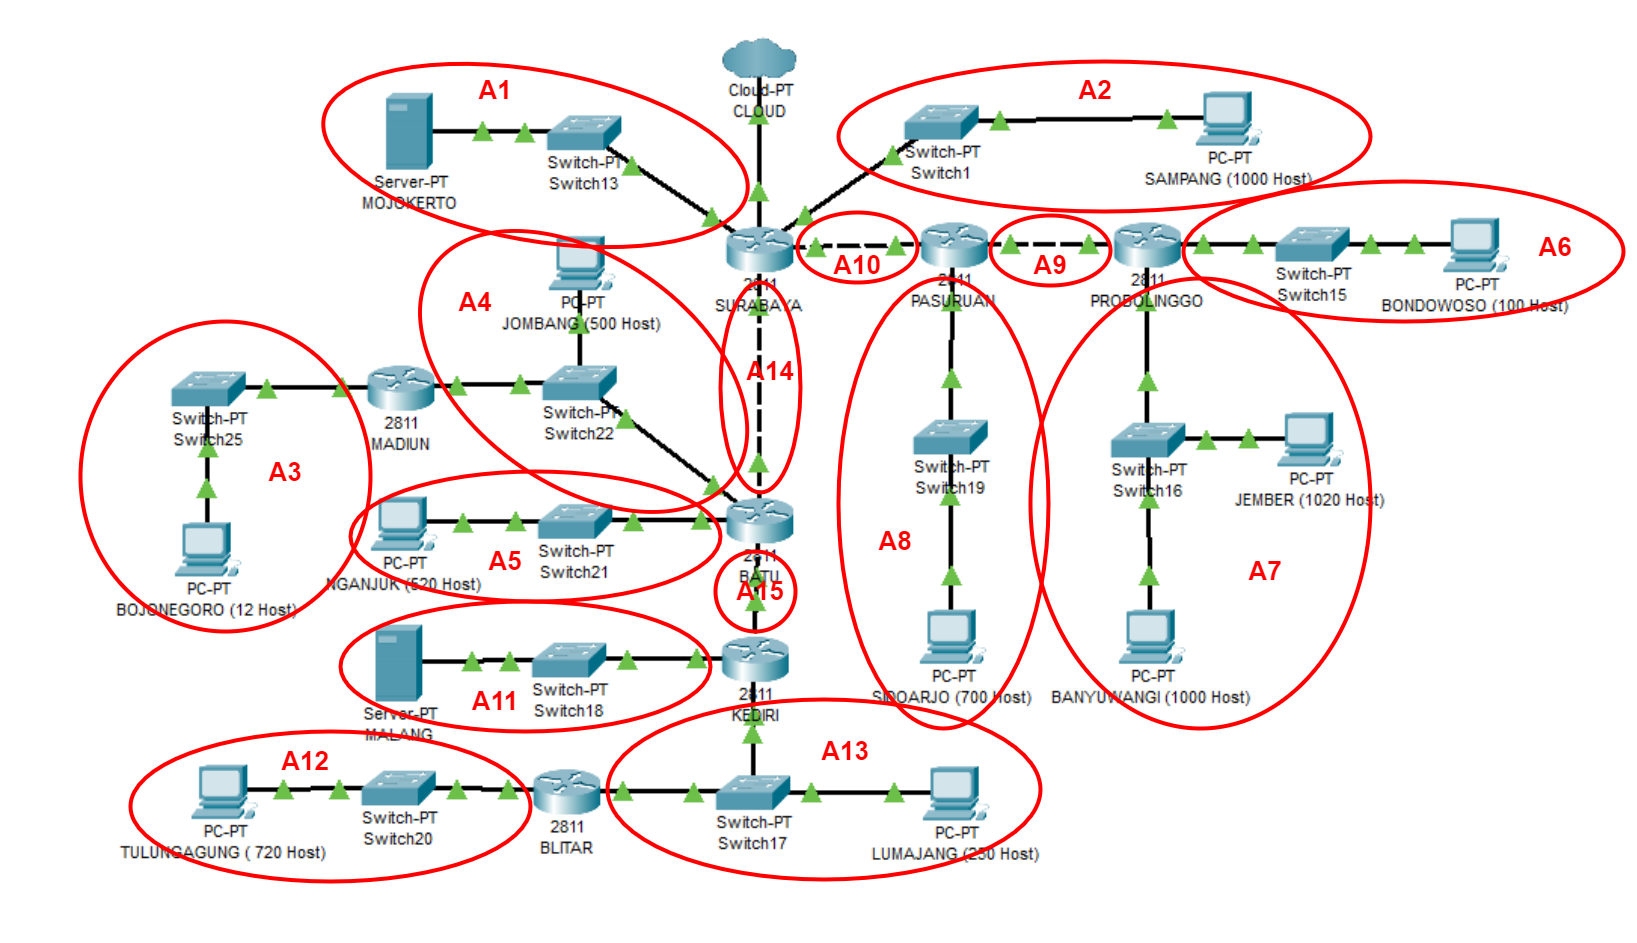 A1
Server-PT
MOJOKERTO
Switch-PT
Switch13
Cloud-PT
CLOUD
A2
Switch-PT
Switch1
PC-PT
SAMPANG (1000 Host)
2811
SURABAYA
A10
2811
PASURUAN
A9
2811
PROBOLINGGO
Switch-PT
Switch15
A6
PC-PT
BONDOWOSO (100 Host)
A4
PC-PT
JOMBANG (500 Host)
A14
Switch-PT
Switch25
2811
MADIUN
Switch-PT
Switch22
A3
PC-PT
BOJONEGORO (12 Host)
PC-PT
NGANJUK (520 Host)
A5
Switch-PT
Switch21
2811
BATU
A15
A8
Switch-PT
Switch19
PC-PT
SIDOARJO (700 Host)
Switch-PT
Switch16
PC-PT
JEMBER (1020 Host)
A7
PC-PT
BANYUWANGI (1000 Host)
Server-PT
MALANG
A11
Switch-PT
Switch18
2811
KEDIRI
A12
PC-PT
TULUNGAGUNG ( 720 Host)
Switch-PT
Switch20
2811
BLITAR
A13
Switch-PT
Switch17
PC-PT
LUMAJANG (250 Host)